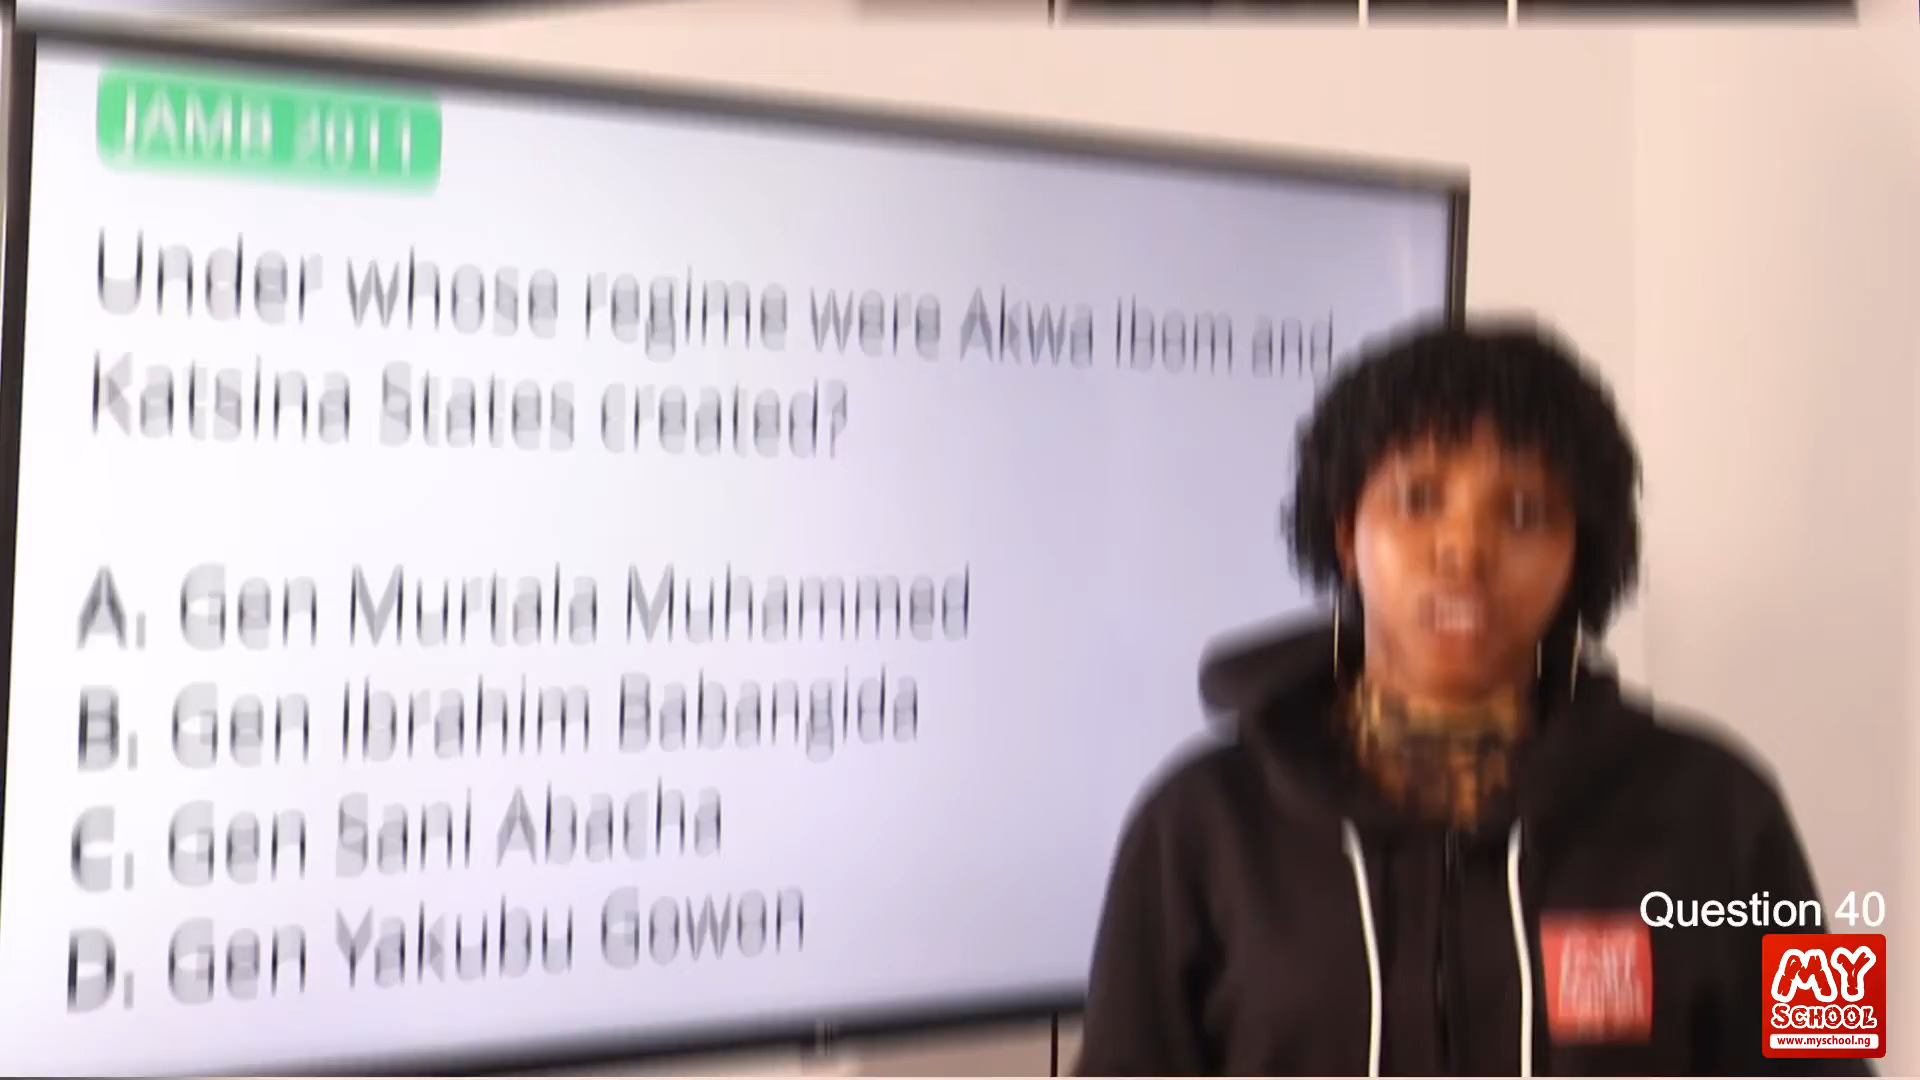 JAMB 2011
Under whose regime were Akwa Ibom and
Katsina States created?
A. Gen Murtala Muhammed
B. Gen Ibrahim Babangida
C. Gen Sani Abacha
D. Gen Yakubu Gowon
Question 40
MY
SCHOOL
www.myschool.ng